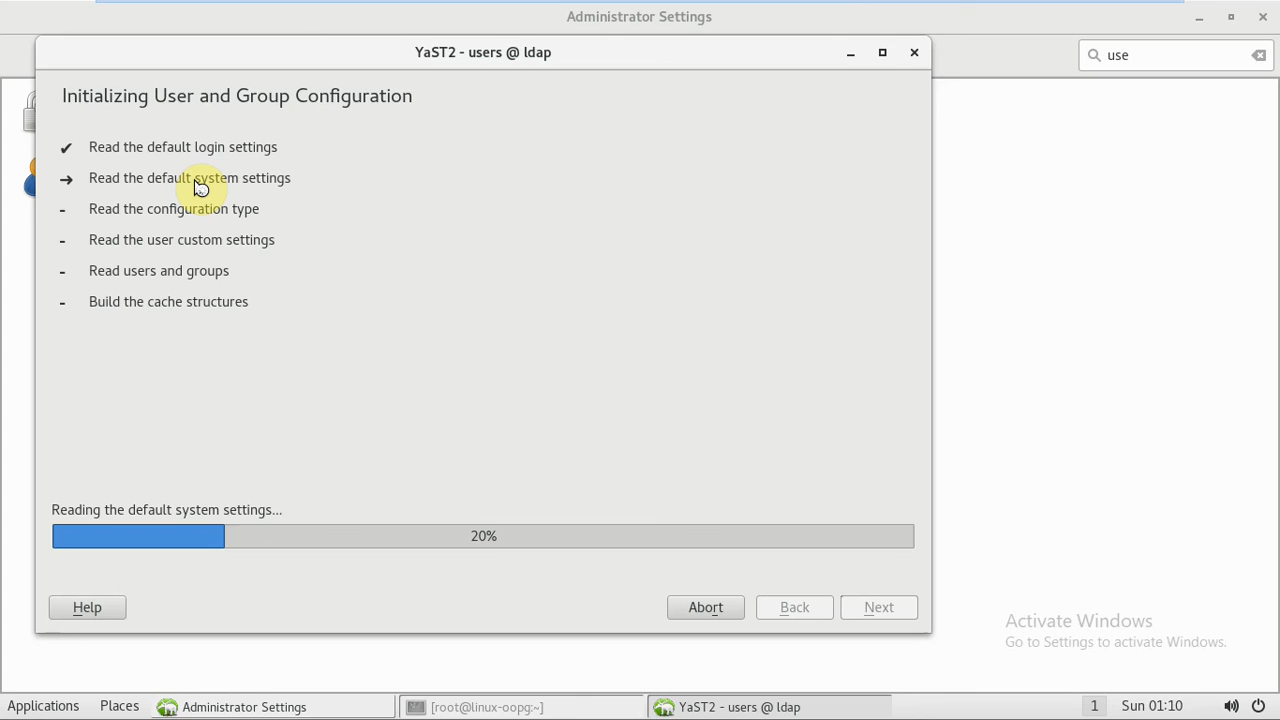 Administrator Settings
use
YaST2 - users @ ldap
Initializing User and Group Configuration
✔ Read the default login settings
➔ Read the default system settings
- Read the configuration type
- Read the user custom settings
- Read users and groups
- Build the cache structures
Reading the default system settings...
20%
Help
Abort
Back
Next
Activate Windows
Go to Settings to activate Windows.
Applications
Places
Administrator Settings
[root@linux-oopg:~]
YaST2 - users @ ldap
1
Sun 01:10